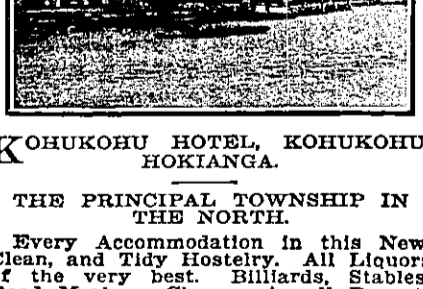 KOHUKOHU HOTEL, KOHUKOHU
HOKIANGA.
THE PRINCIPAL TOWNSHIP IN
THE NORTH.
Every Accommodation in this New
Clean, and Tidy Hostelry. All Liquors
of the very best. Billiards, Stables